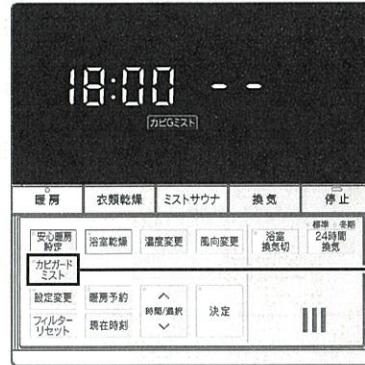 18:00 --
カビGミスト
暖房 衣類乾燥 ミストサウナ 換気 停止
標準 冬期
安心暖房 設定 浴室乾燥 温度変更 風向変更 浴室 換気切 24時間 換気
カビガード ミスト
設定変更 暖房予約 時間/選択 決定
フィルター リセット 現在時刻